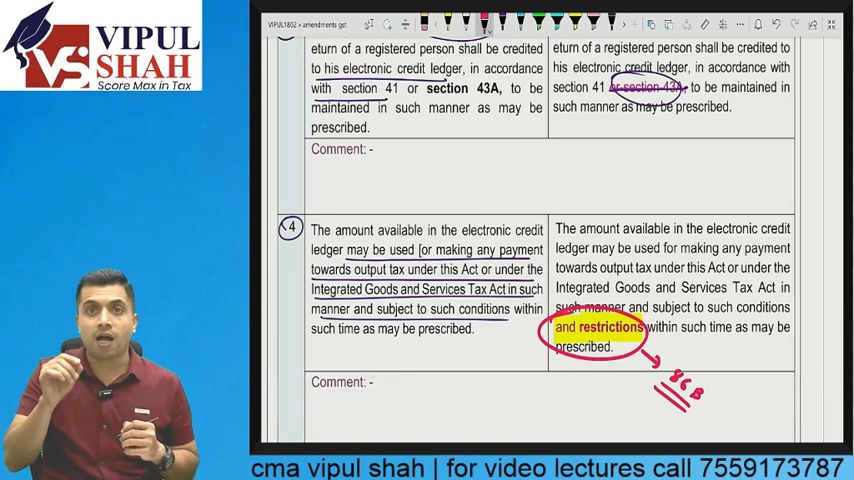 VIPUL
SHAH
Score Max in Tax
VS
VIPUL1802 + amendments gst
eturn of a registered person shall be credited
to his electronic credit ledger, in accordance
with section 41 or section 43A, to be
maintained in such manner as may be
prescribed.
eturn of a registered person shall be credited to
his electronic credit ledger, in accordance with
section 41 or section 43A, to be maintained in
such manner as may be prescribed.
Comment: -
4
The amount available in the electronic credit
ledger may be used [or making any payment
towards output tax under this Act or under the
Integrated Goods and Services Tax Act in such
manner and subject to such conditions within
such time as may be prescribed.
The amount available in the electronic credit
ledger may be used for making any payment
towards output tax under this Act or under the
Integrated Goods and Services Tax Act in
such manner and subject to such conditions
and restrictions within such time as may be
prescribed.
86B
Comment: -
cma vipul shah | for video lectures call 7559173787